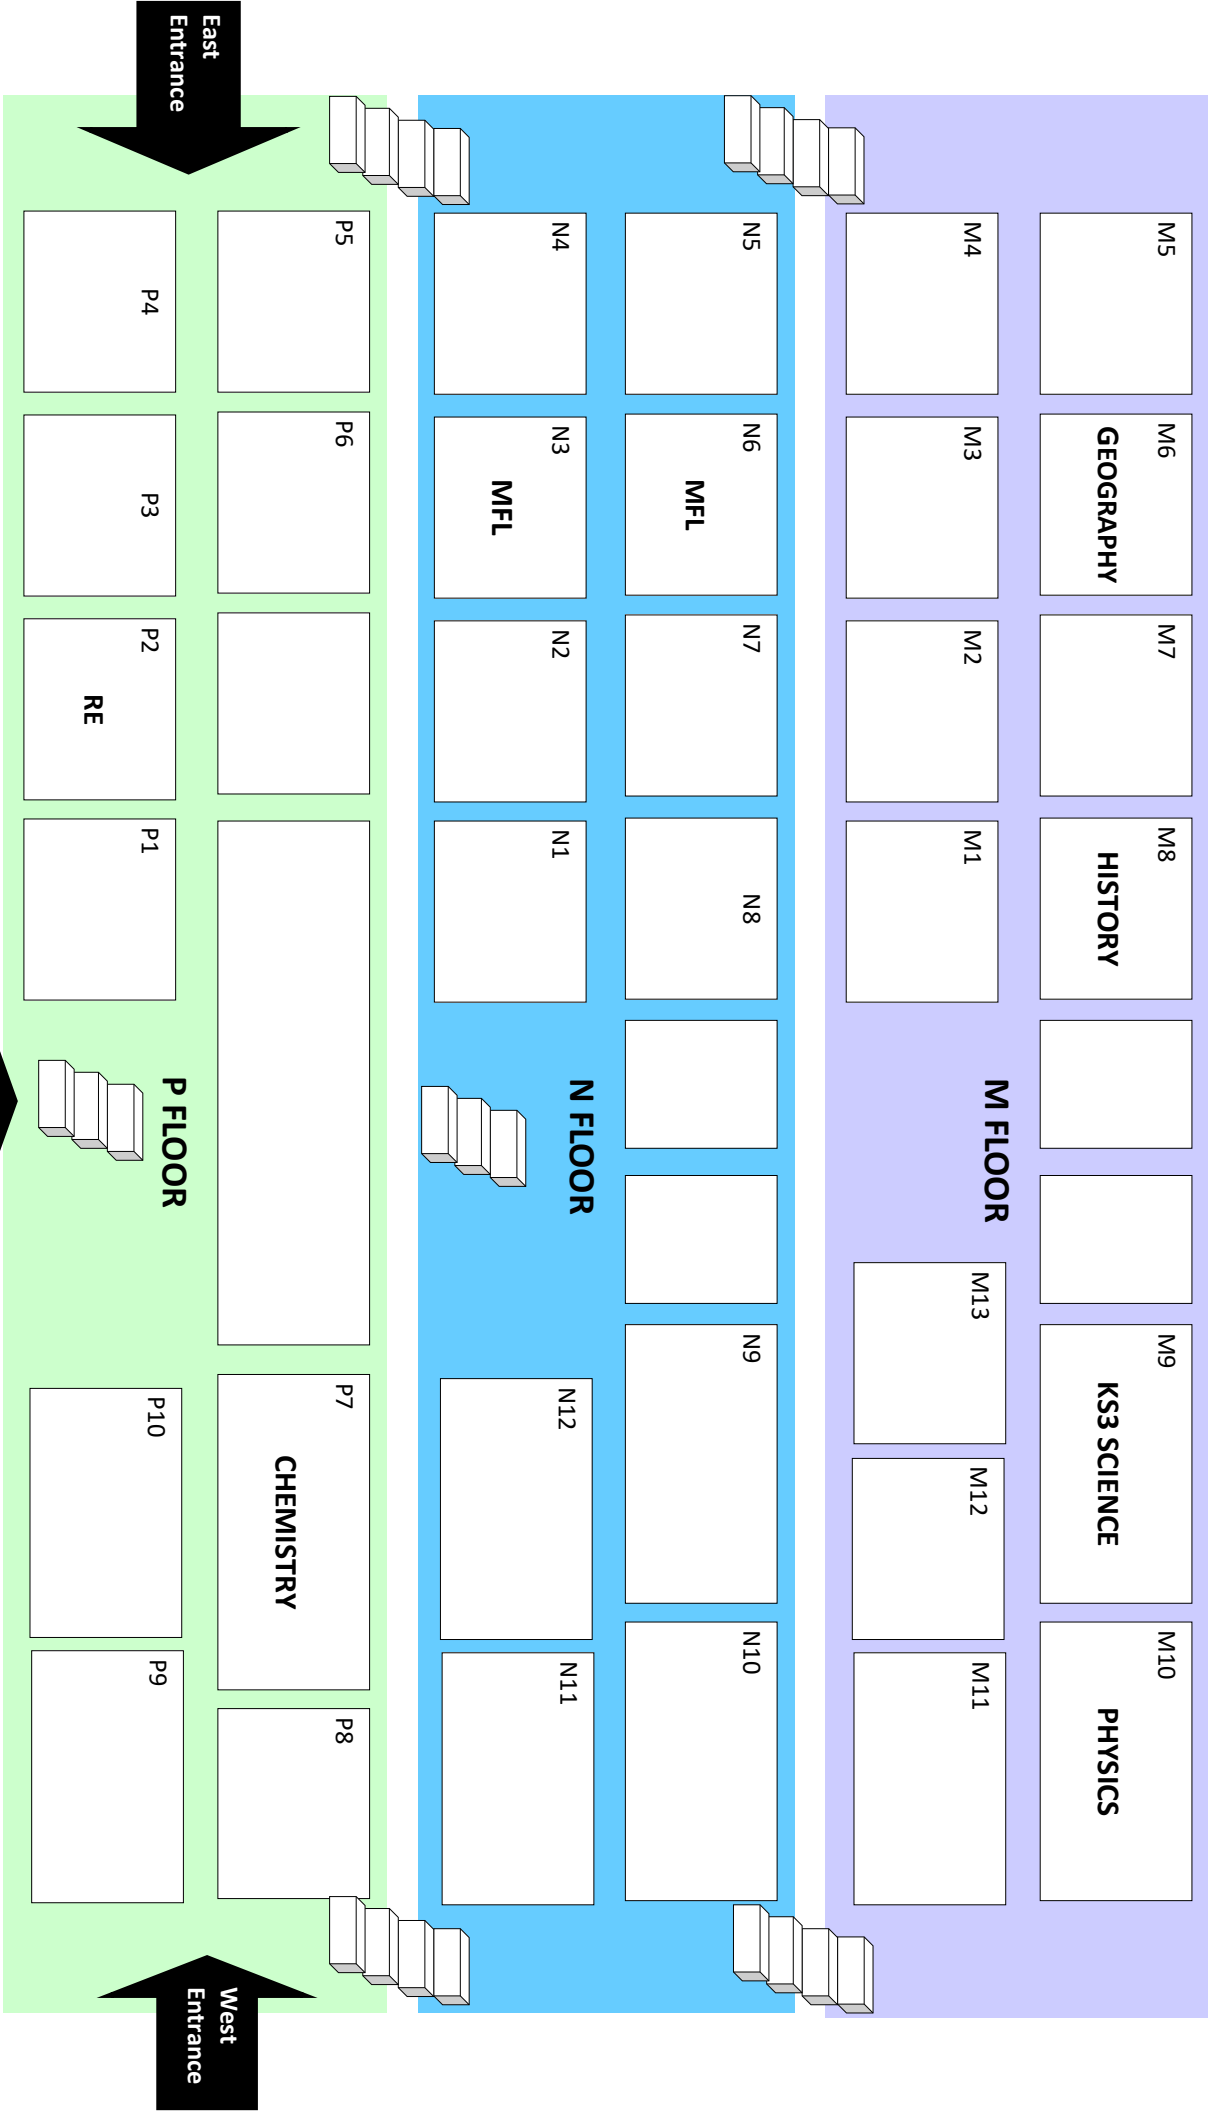 M5
M6
GEOGRAPHY
M7
M8
HISTORY
M9
KS3 SCIENCE
M10
PHYSICS
M4
M3
M2
M1
M FLOOR
M13
M12
M11
N5
N6
MFL
N7
N8
N9
N10
N4
N3
MFL
N2
N1
N FLOOR
N12
N11
P5
P6
P7
CHEMISTRY
P8
East
Entrance
P4
P3
P2
RE
P1
P FLOOR
P10
P9
West
Entrance